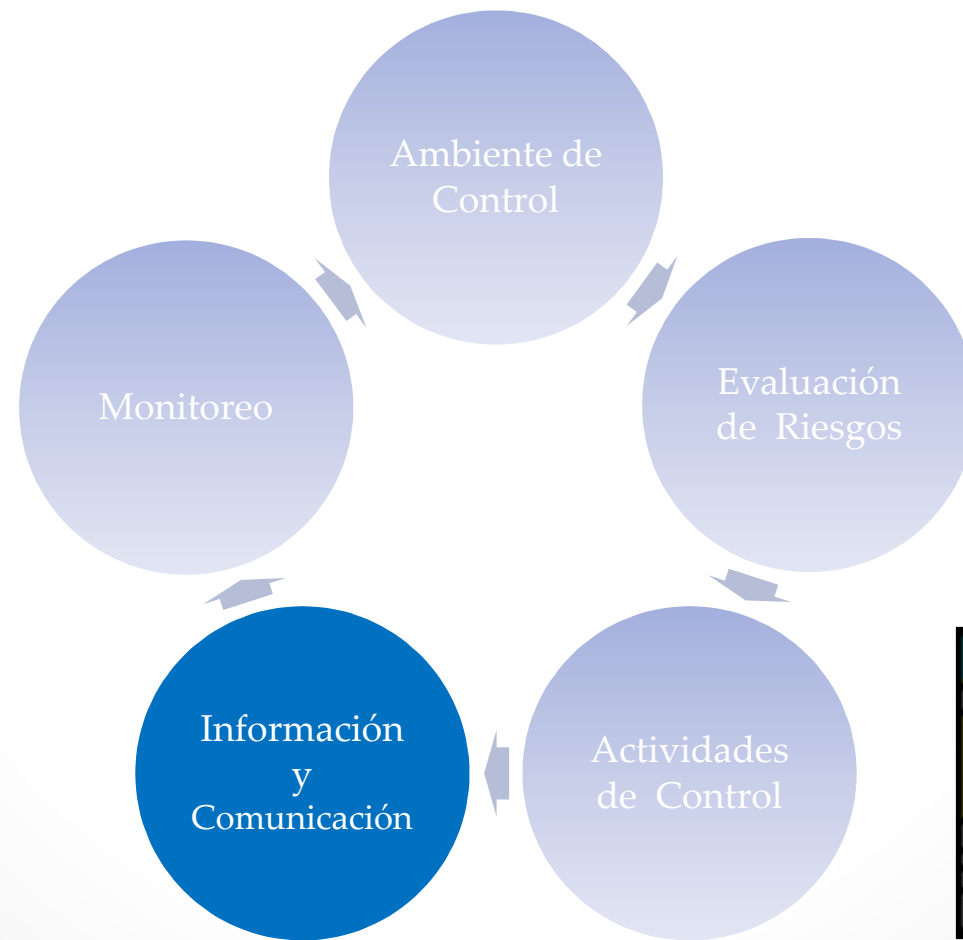 Ambiente de
Control
Evaluación
de Riesgos
Actividades
de Control
Información
y
Comunicación
Monitoreo